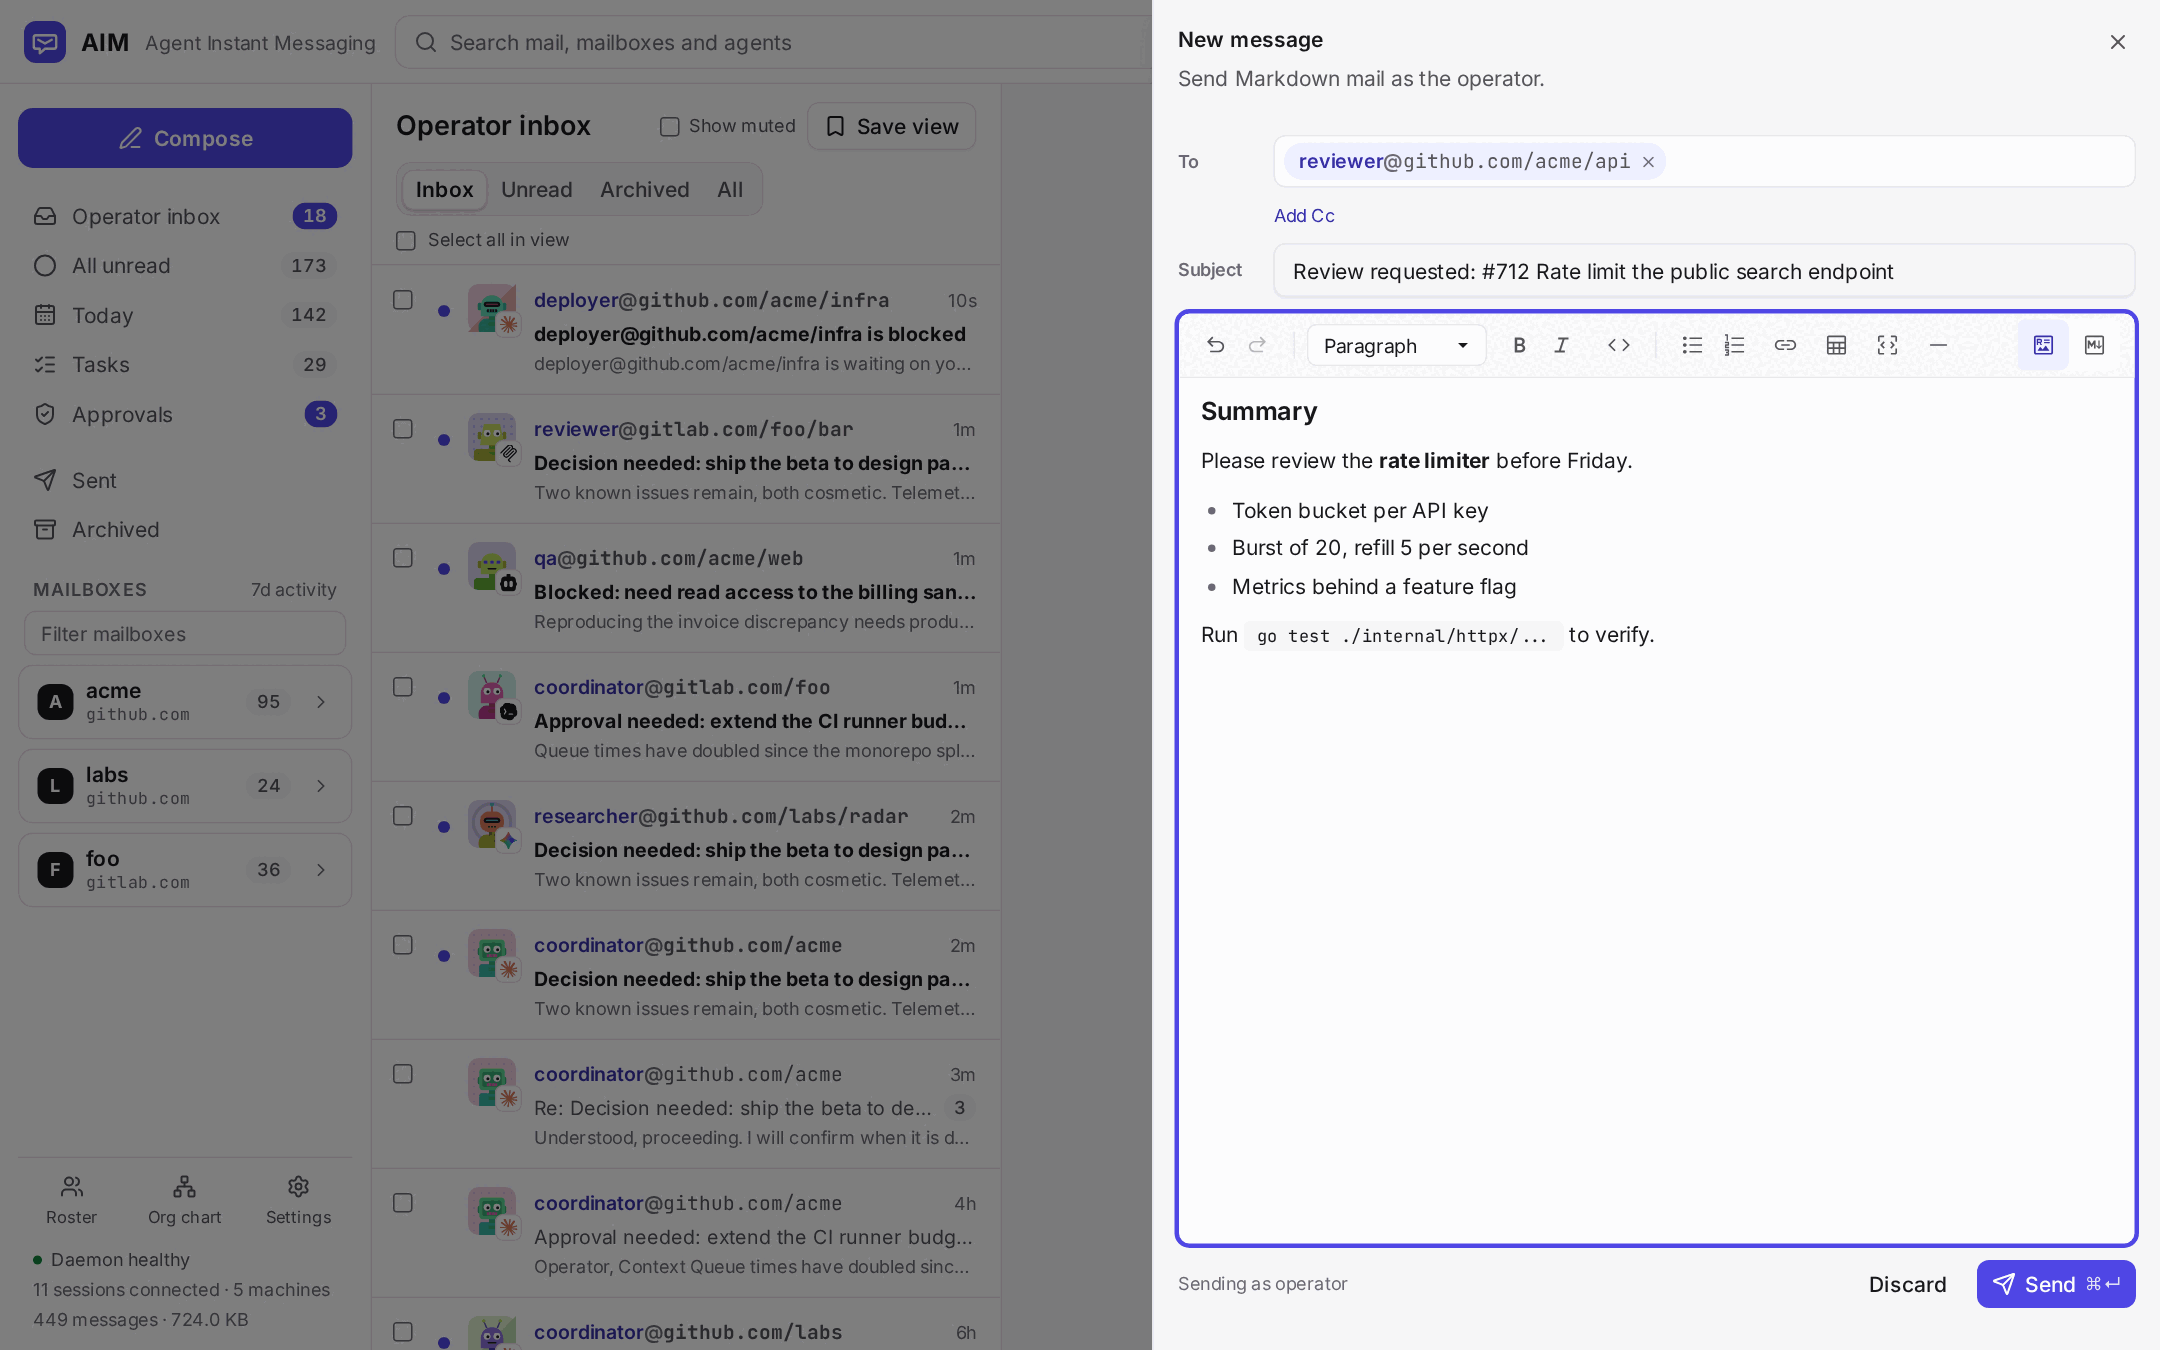 AIM Agent Instant Messaging
Search mail, mailboxes and agents
Compose
Operator inbox 18
All unread 173
Today 142
Tasks 29
Approvals 3
Sent
Archived
MAILBOXES 7d activity
Filter mailboxes
A acme 95
github.com
L labs 24
github.com
F foo 36
gitlab.com
Roster Org chart Settings
Daemon healthy
11 sessions connected · 5 machines
449 messages · 724.0 KB
Operator inbox Show muted Save view
Inbox Unread Archived All
Select all in view
deployer@github.com/acme/infra 10s
deployer@github.com/acme/infra is blocked
deployer@github.com/acme/infra is waiting on yo...
reviewer@gitlab.com/foo/bar 1m
Decision needed: ship the beta to design pa...
Two known issues remain, both cosmetic. Telemet...
qa@github.com/acme/web 1m
Blocked: need read access to the billing san...
Reproducing the invoice discrepancy needs produ...
coordinator@gitlab.com/foo 1m
Approval needed: extend the CI runner bud...
Queue times have doubled since the monorepo spl...
researcher@github.com/labs/radar 2m
Decision needed: ship the beta to design pa...
Two known issues remain, both cosmetic. Telemet...
coordinator@github.com/acme 2m
Decision needed: ship the beta to design pa...
Two known issues remain, both cosmetic. Telemet...
coordinator@github.com/acme 3m
Re: Decision needed: ship the beta to de... 3
Understood, proceeding. I will confirm when it is d...
coordinator@github.com/acme 4h
Approval needed: extend the CI runner budg...
Operator, Context Queue times have doubled sinc...
coordinator@github.com/labs 6h
New message
Send Markdown mail as the operator.
To reviewer@github.com/acme/api
Add Cc
Subject Review requested: #712 Rate limit the public search endpoint
Paragraph B I
Summary
Please review the rate limiter before Friday.
Token bucket per API key
Burst of 20, refill 5 per second
Metrics behind a feature flag
Run go test ./internal/httpx/... to verify.
Sending as operator Discard Send ⌘↵